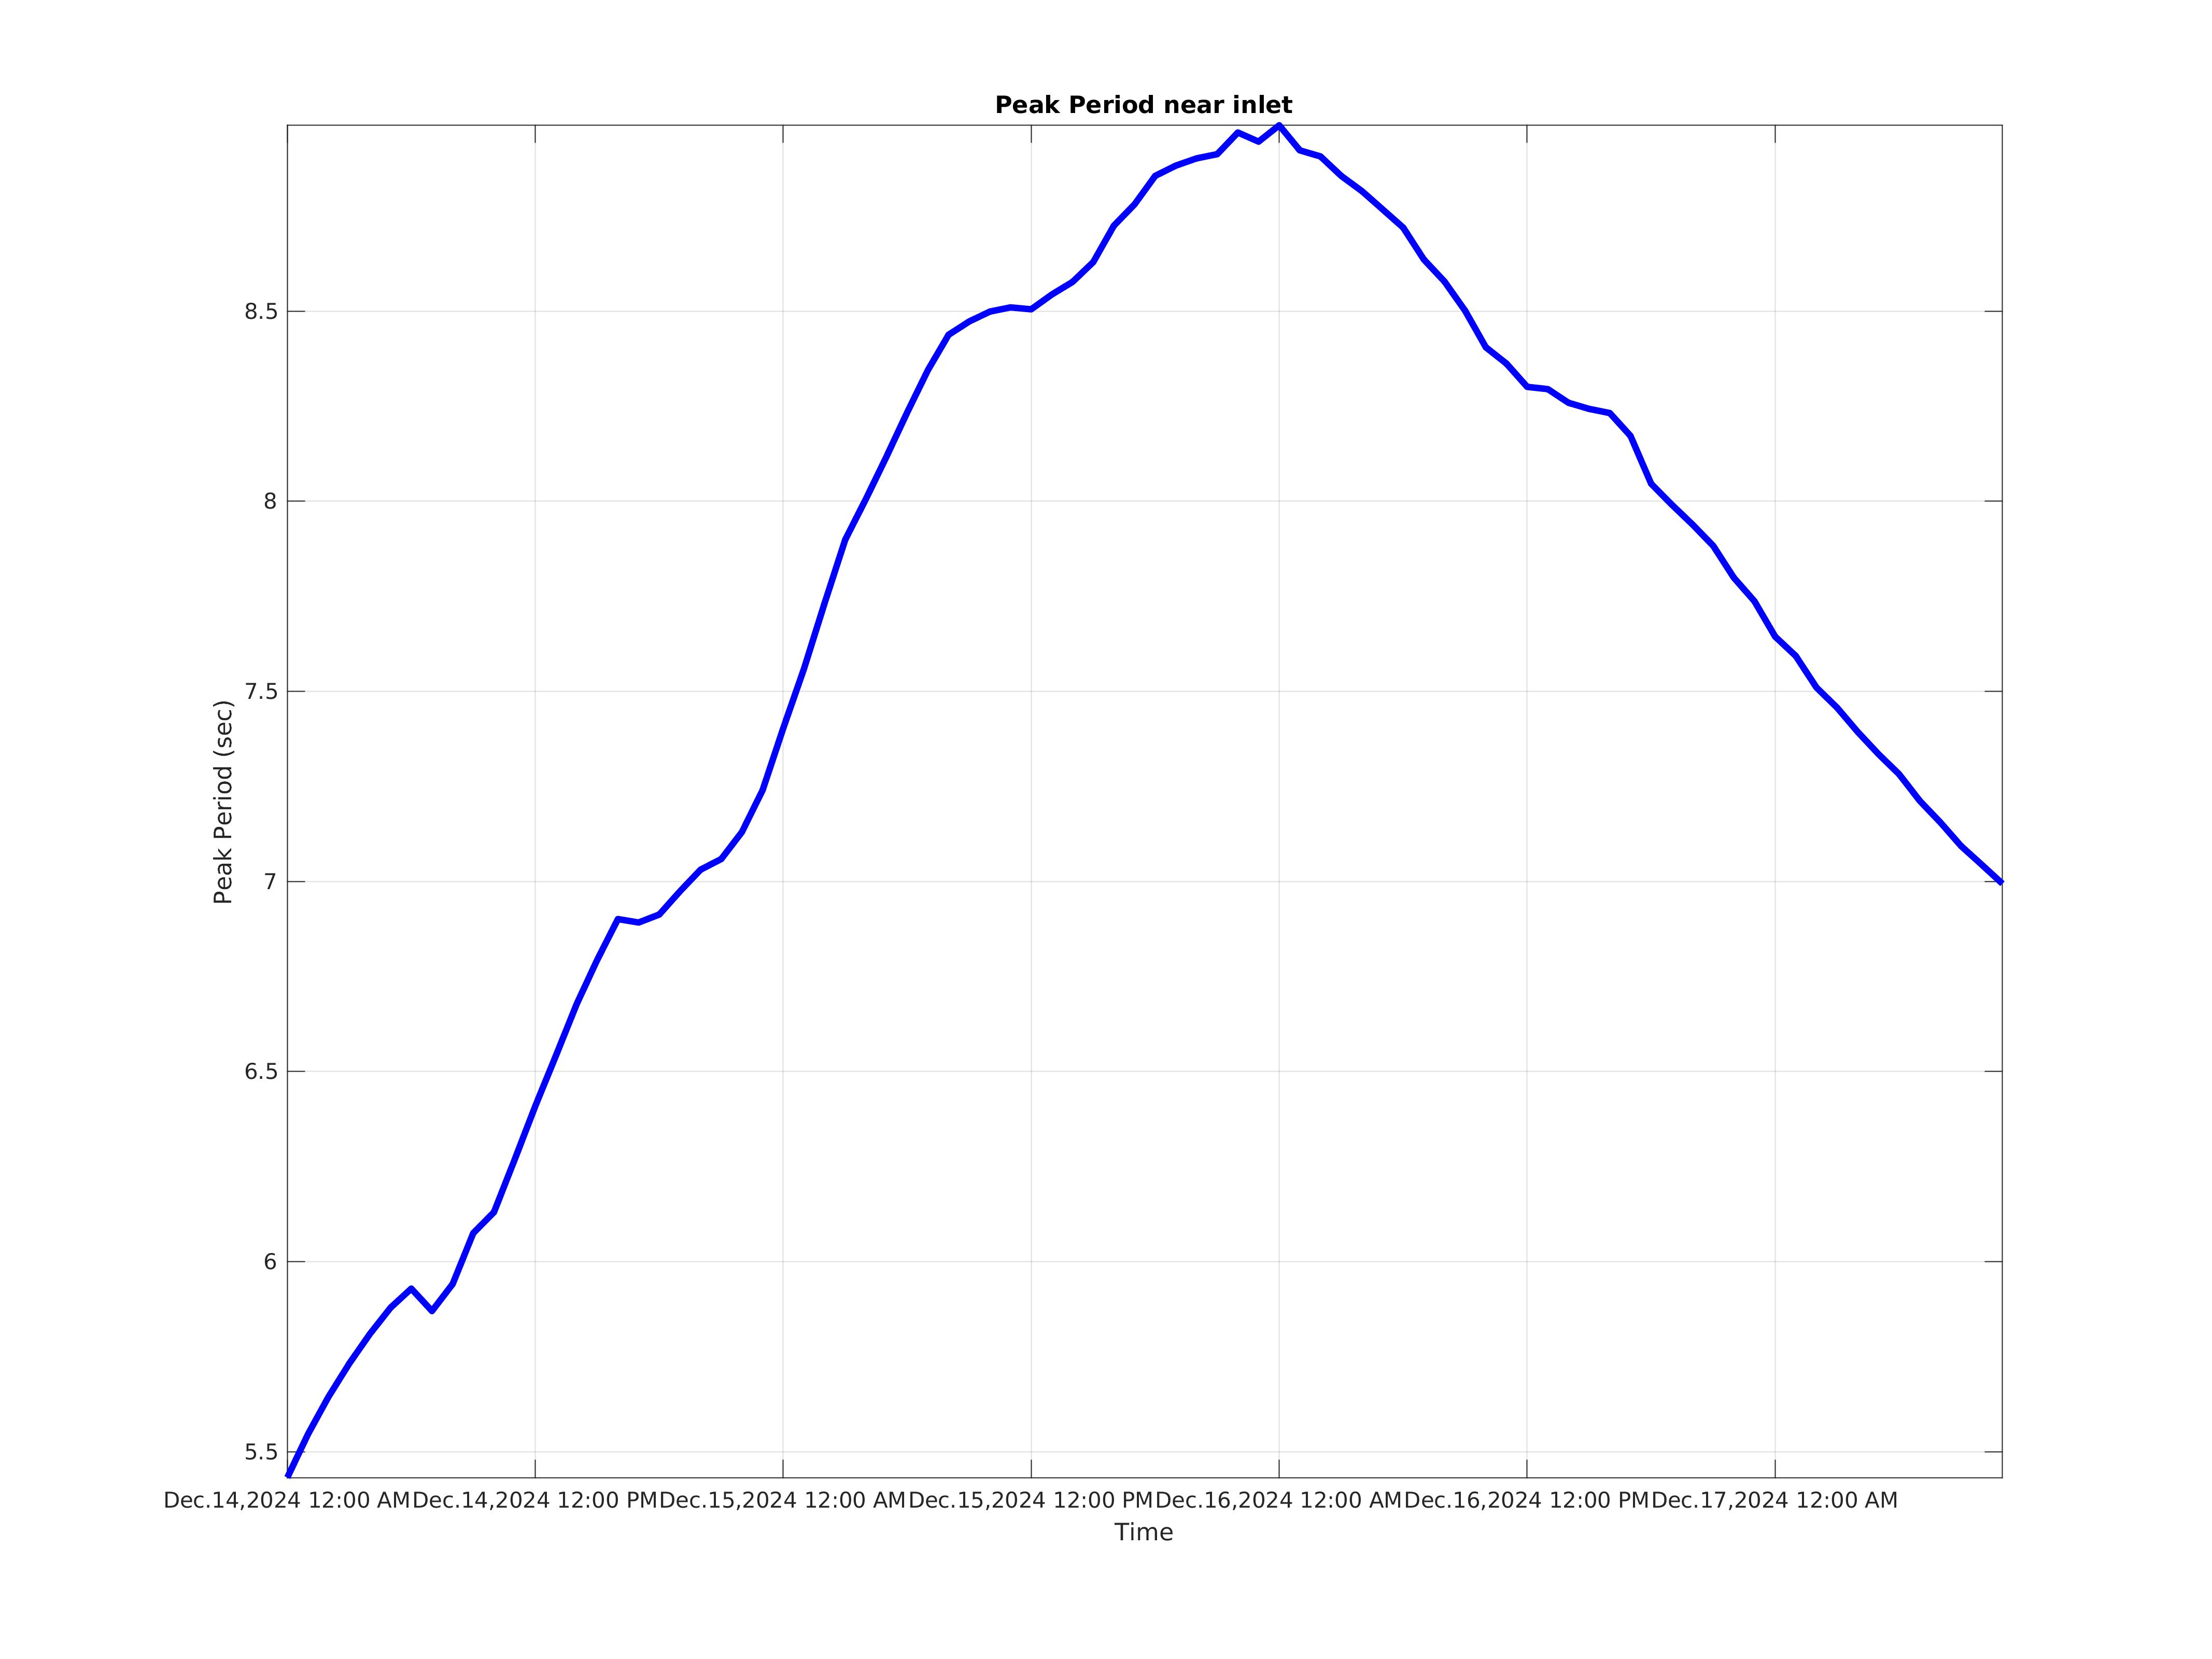 Peak Period near inlet
8.5
8
7.5
7
6.5
6
5.5
Peak Period (sec)
Dec.14,2024 12:00 AM Dec.14,2024 12:00 PM Dec.15,2024 12:00 AM Dec.15,2024 12:00 PM Dec.16,2024 12:00 AM Dec.16,2024 12:00 PM Dec.17,2024 12:00 AM
Time